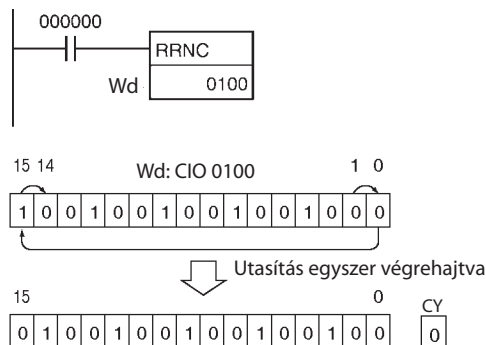 000000
RRNC
Wd 0100
15 14 Wd: CIO 0100 1 0
1 0 0 1 0 0 1 0 0 1 0 0 1 0 0 0
Utasítás egyszer végrehajtva
15 0 CY
0 1 0 0 1 0 0 1 0 0 1 0 0 1 0 0 0